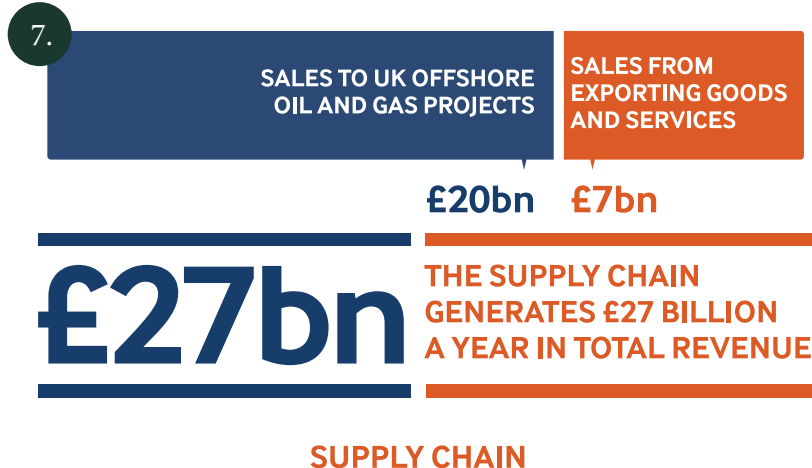 7.
SALES TO UK OFFSHORE
OIL AND GAS PROJECTS
SALES FROM
EXPORTING GOODS
AND SERVICES
£20bn
£7bn
£27bn
THE SUPPLY CHAIN
GENERATES £27 BILLION
A YEAR IN TOTAL REVENUE
SUPPLY CHAIN